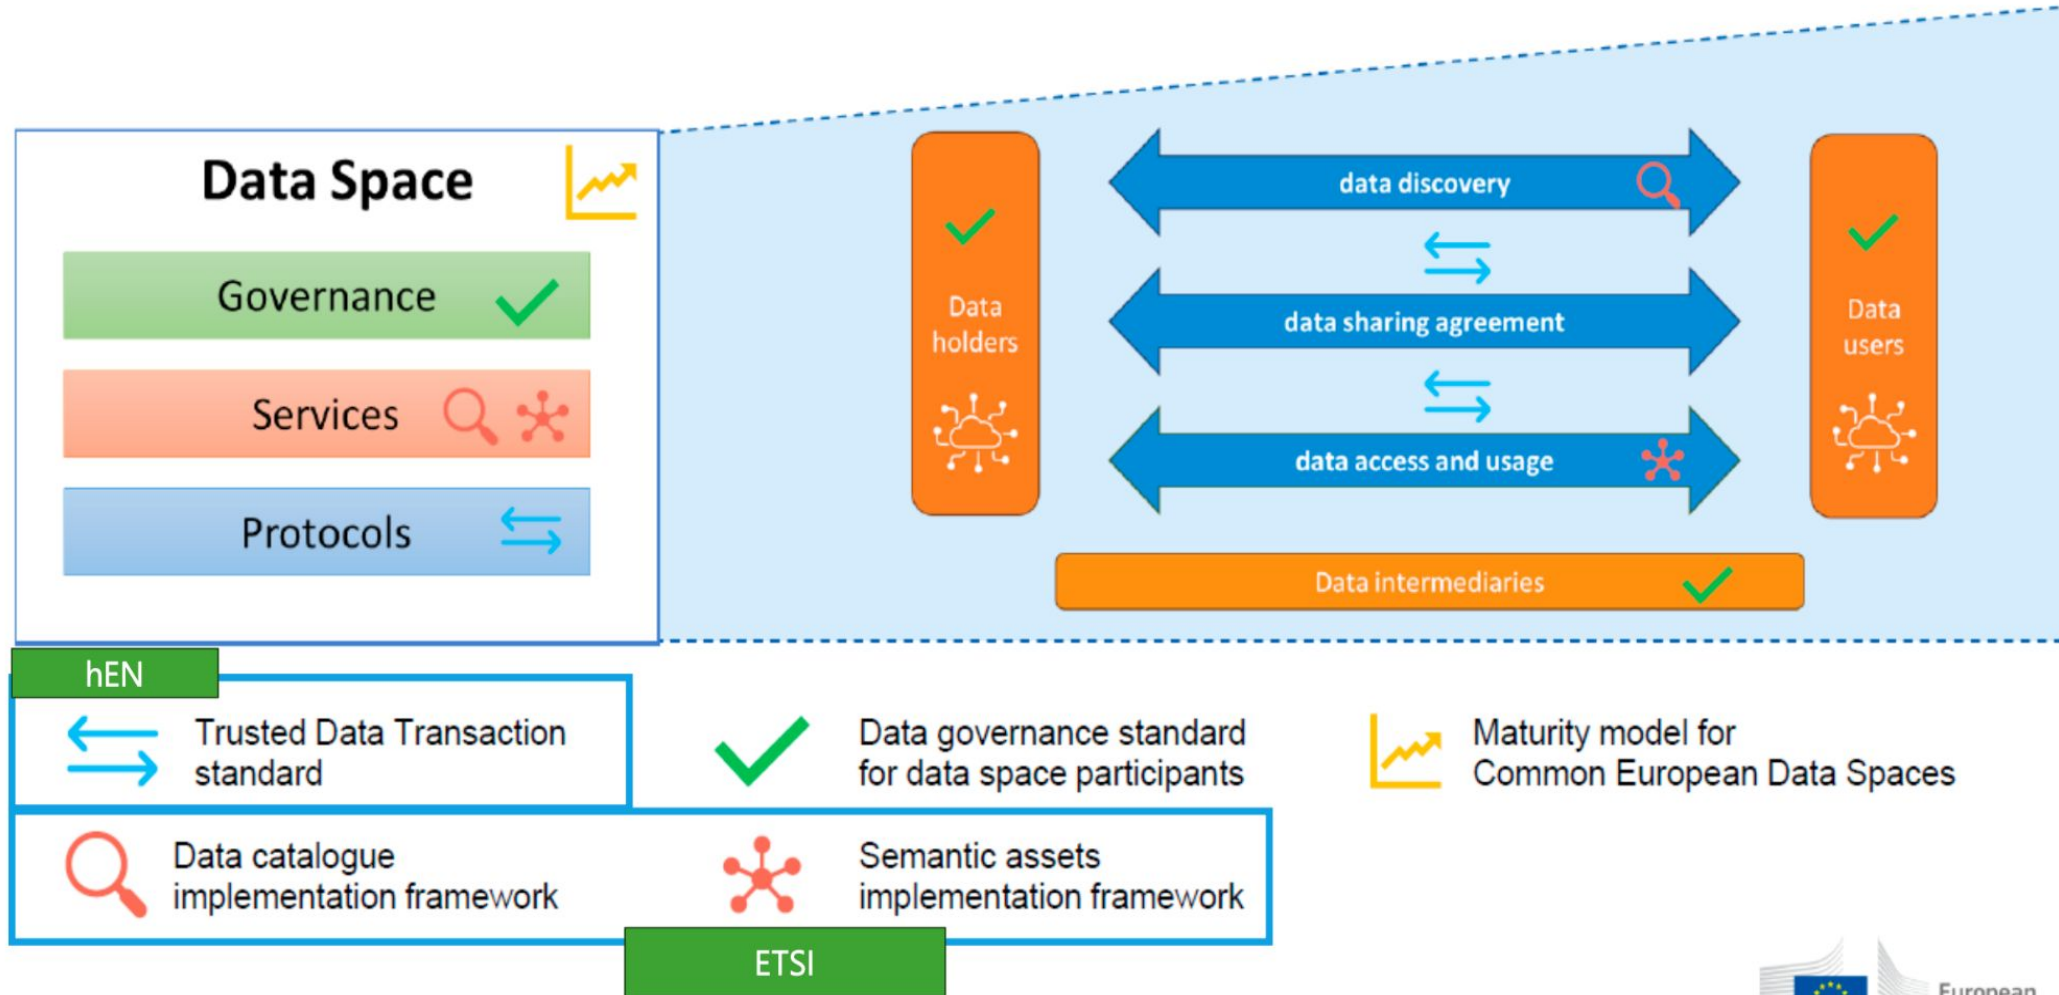 Data Space
Governance
Services
Protocols
Data
holders
data discovery
data sharing agreement
data access and usage
Data
users
Data intermediaries
hEN
Trusted Data Transaction
standard
Data governance standard
for data space participants
Maturity model for
Common European Data Spaces
Data catalogue
implementation framework
Semantic assets
implementation framework
ETSI
European